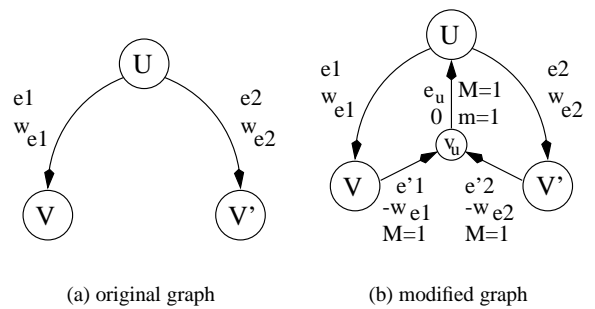 U
e1
w e1
e2
w e2
V
V'
(a) original graph
U
e1
w e1
e2
w e2
e u
M=1
0
m=1
v u
V
V'
e'1
-w e1
M=1
e'2
-w e2
M=1
(b) modified graph